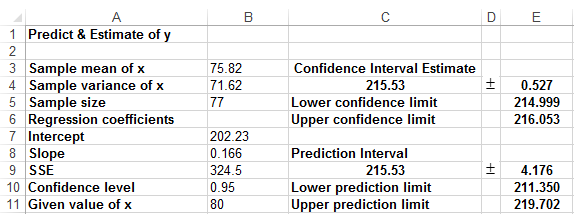 A B C D E
1 Predict & Estimate of y
2
3 Sample mean of x 75.82 Confidence Interval Estimate
4 Sample variance of x 71.62 215.53 ± 0.527
5 Sample size 77 Lower confidence limit 214.999
6 Regression coefficients Upper confidence limit 216.053
7 Intercept 202.23
8 Slope 0.166 Prediction Interval
9 SSE 324.5 215.53 ± 4.176
10 Confidence level 0.95 Lower prediction limit 211.350
11 Given value of x 80 Upper prediction limit 219.702